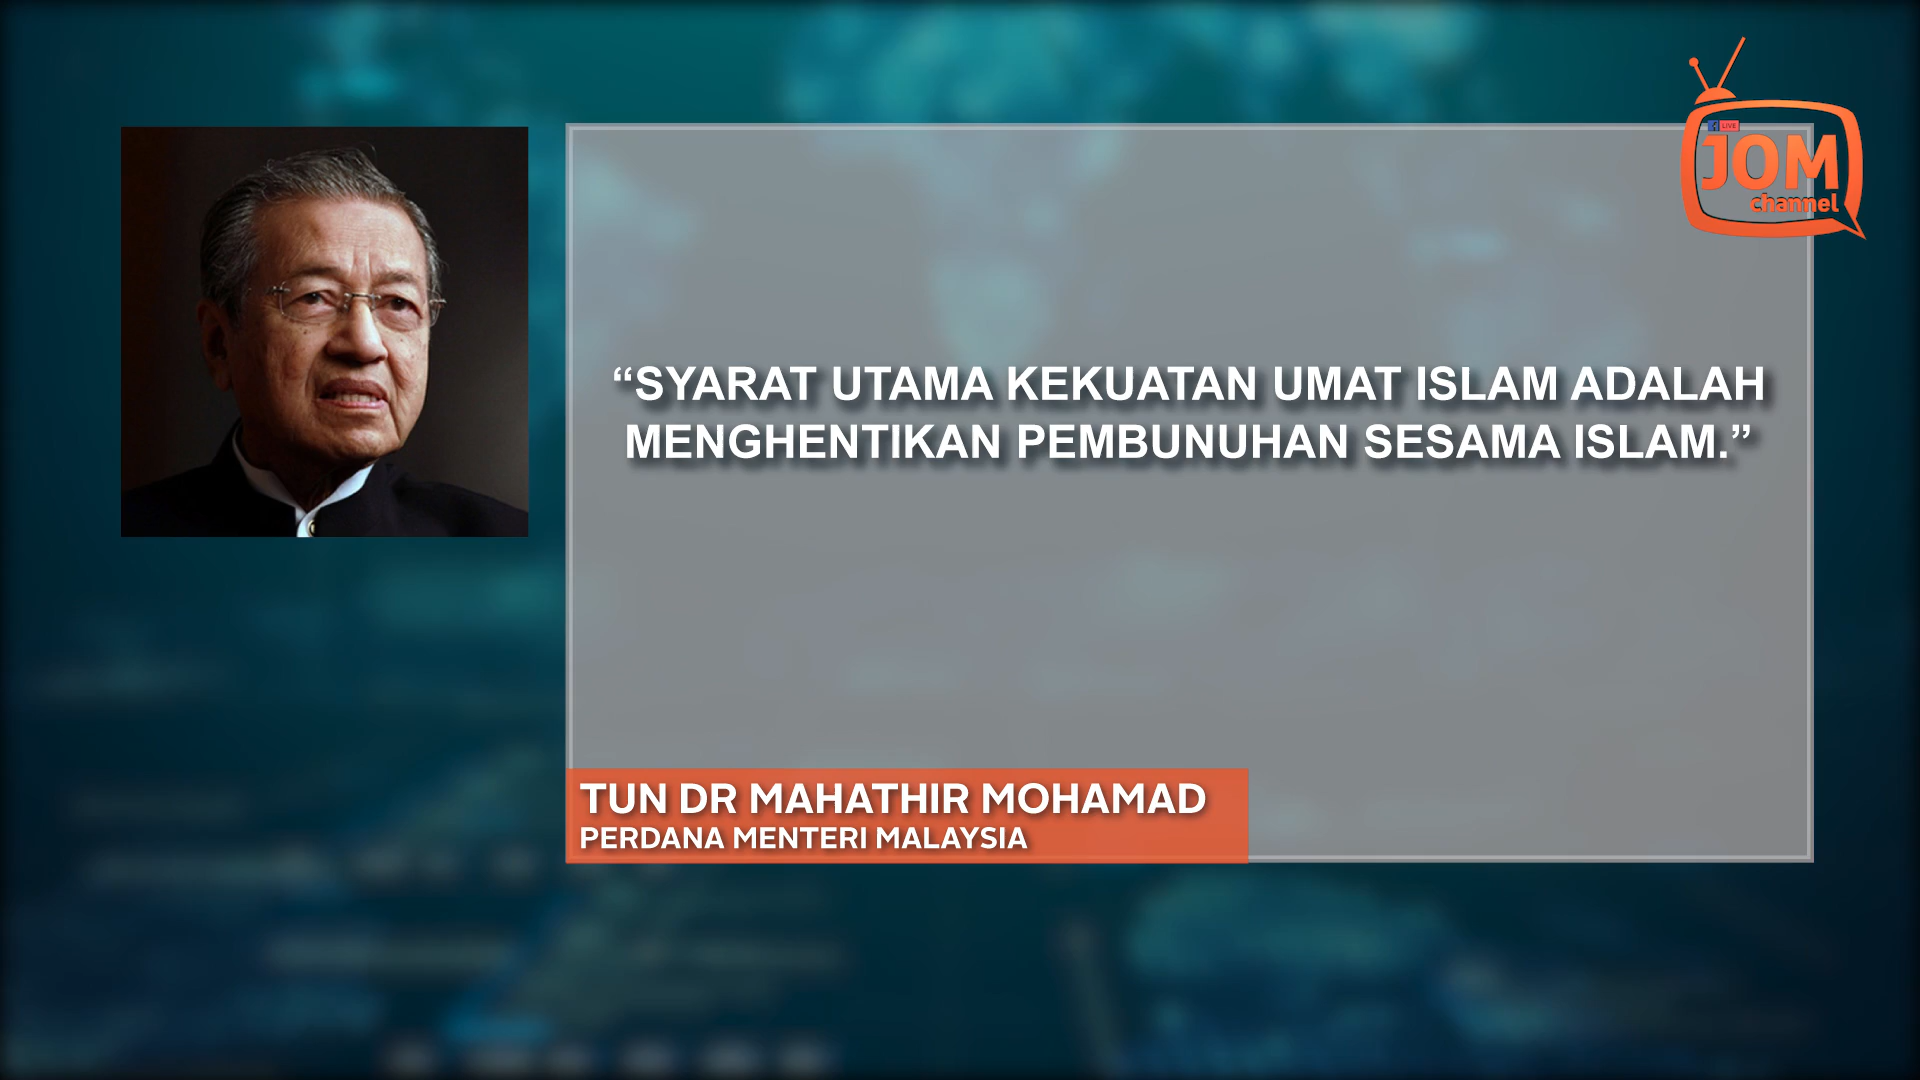 LIVE
JOM
channel
“SYARAT UTAMA KEKUATAN UMAT ISLAM ADALAH
MENGHENTIKAN PEMBUNUHAN SESAMA ISLAM.”
TUN DR MAHATHIR MOHAMAD
PERDANA MENTERI MALAYSIA